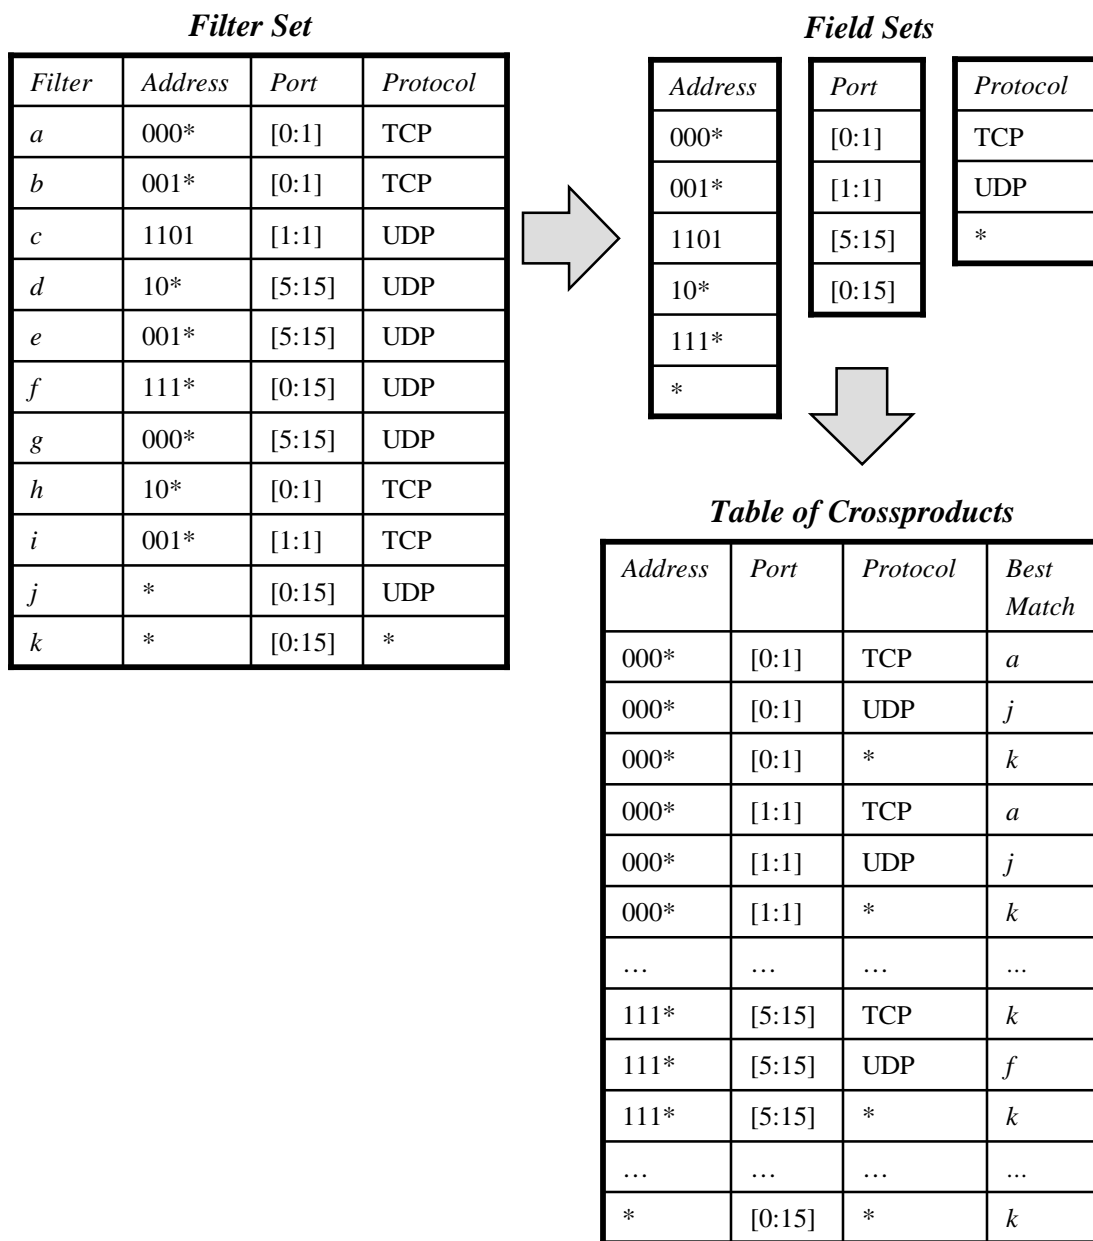 Filter Set
Filter Address Port Protocol
a 000* [0:1] TCP
b 001* [0:1] TCP
c 1101 [1:1] UDP
d 10* [5:15] UDP
e 001* [5:15] UDP
f 111* [0:15] UDP
g 000* [5:15] UDP
h 10* [0:1] TCP
i 001* [1:1] TCP
j * [0:15] UDP
k * [0:15] *
Field Sets
Address
000*
001*
1101
10*
111*
*
Port
[0:1]
[1:1]
[5:15]
[0:15]
Protocol
TCP
UDP
*
Table of Crossproducts
Address Port Protocol Best Match
000* [0:1] TCP a
000* [0:1] UDP j
000* [0:1] * k
000* [1:1] TCP a
000* [1:1] UDP j
000* [1:1] * k
… … … ...
111* [5:15] TCP k
111* [5:15] UDP f
111* [5:15] * k
… … … ...
* [0:15] * k